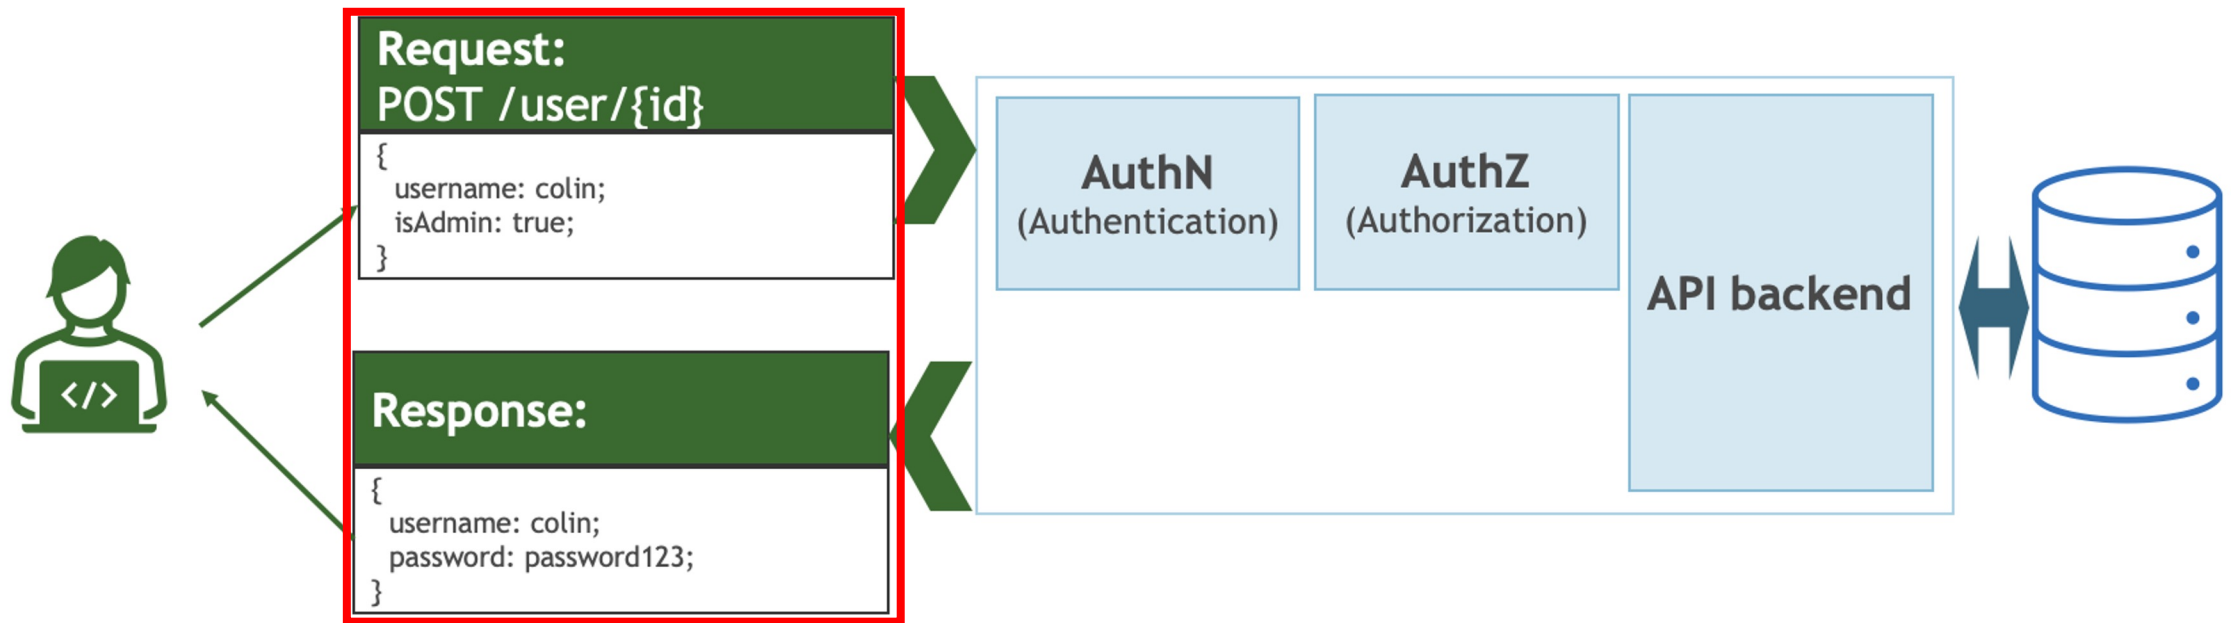 Request:
POST /user/{id}
{
username: colin;
isAdmin: true;
}
AuthN
(Authentication)
AuthZ
(Authorization)
API backend
</>
Response:
{
username: colin;
password: password123;
}